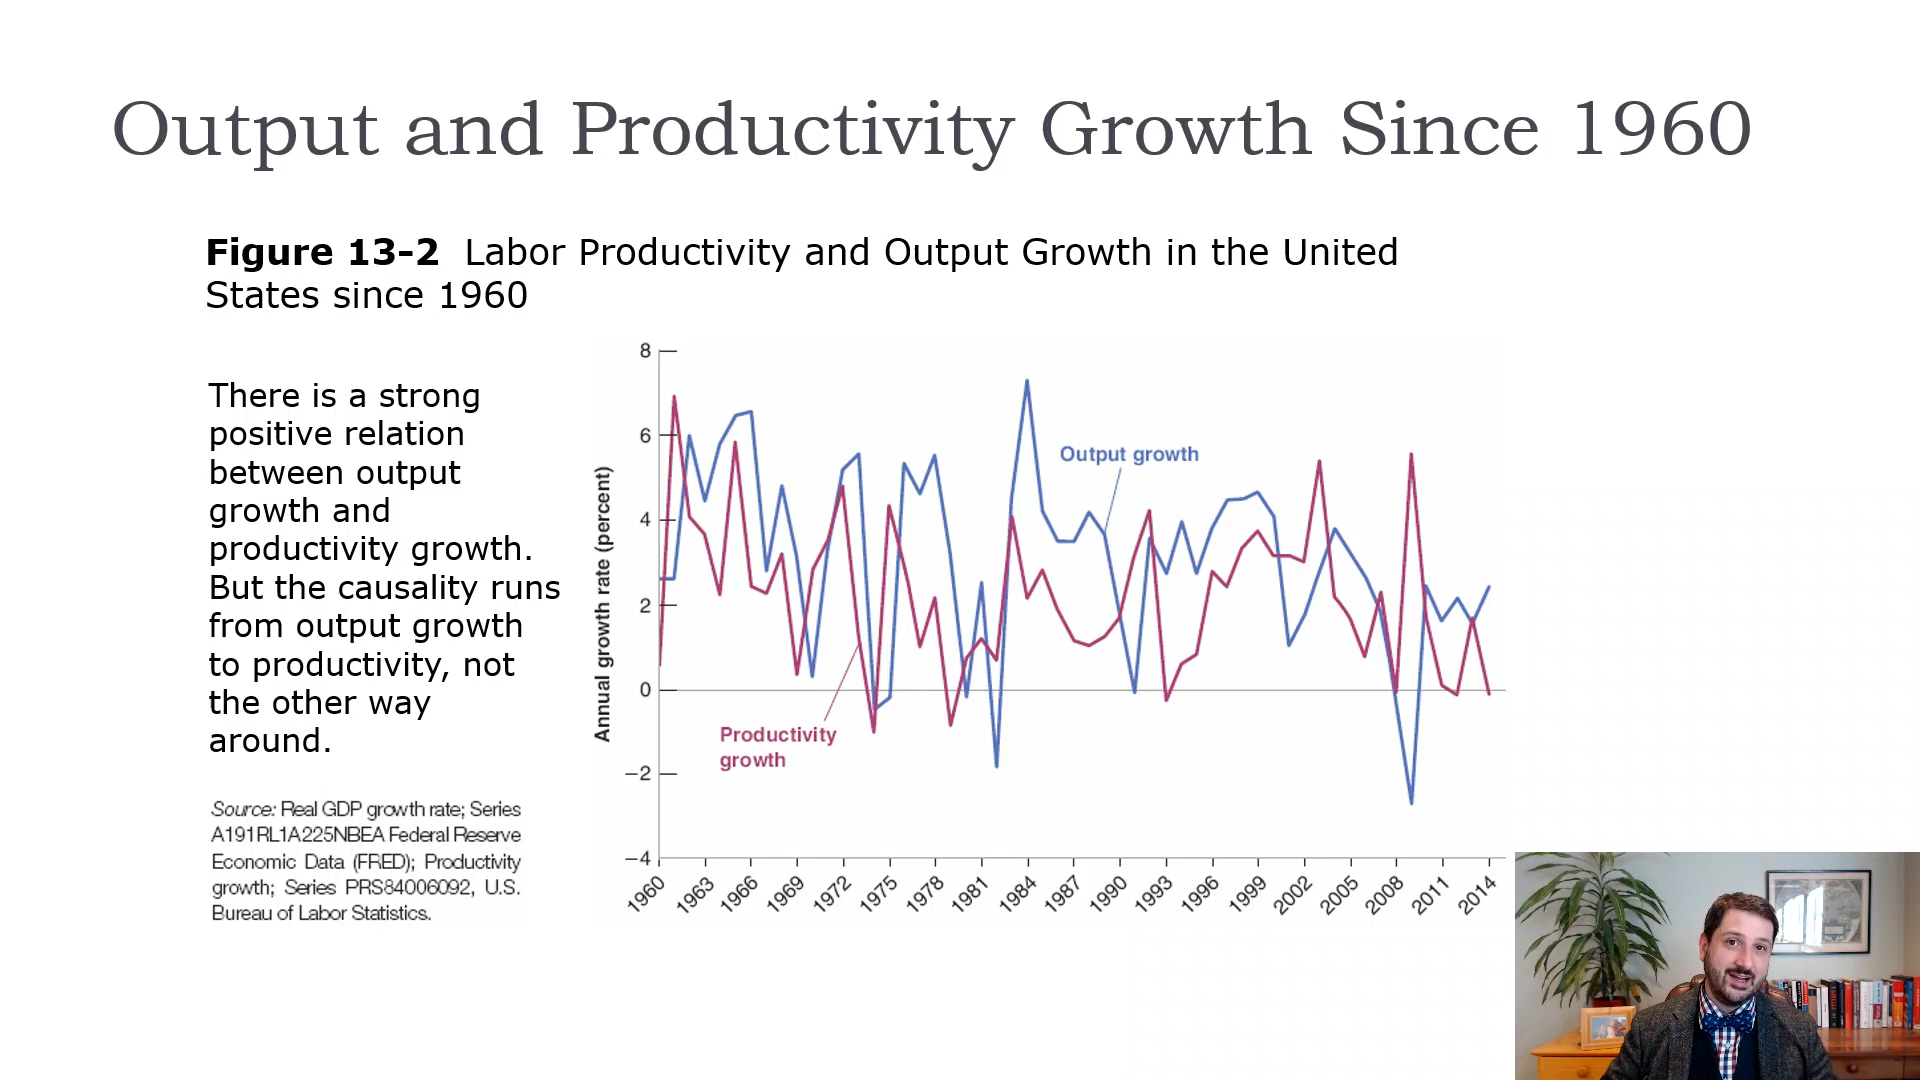 Output and Productivity Growth Since 1960
Figure 13-2 Labor Productivity and Output Growth in the United
States since 1960
There is a strong
positive relation
between output
growth and
productivity growth.
But the causality runs
from output growth
to productivity, not
the other way
around.
Source: Real GDP growth rate; Series
A191RL1A225NBEA Federal Reserve
Economic Data (FRED); Productivity
growth; Series PRS84006092, U.S.
Bureau of Labor Statistics.
Annual growth rate (percent)
8
6
4
2
0
−2
−4
Output growth
Productivity
growth
1960 1963 1966 1969 1972 1975 1978 1981 1984 1987 1990 1993 1996 1999 2002 2005 2008 2011 2014